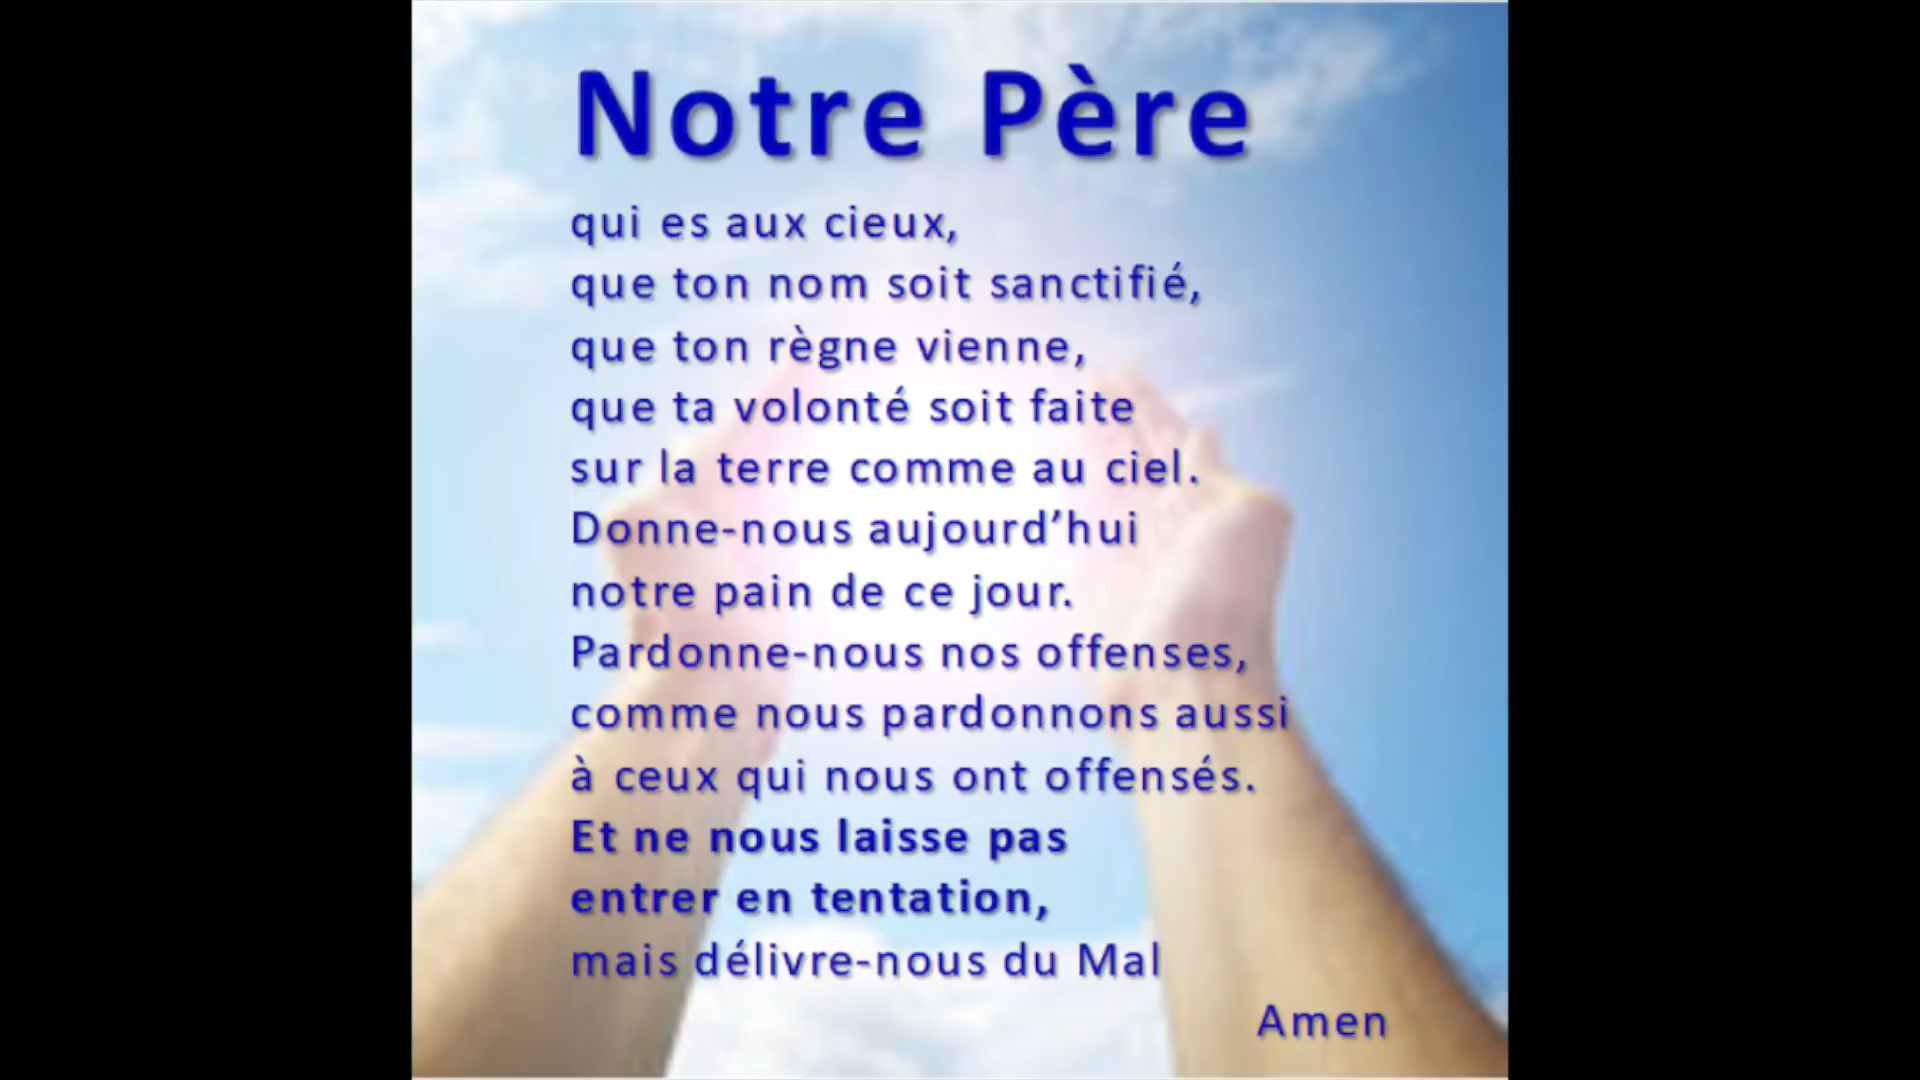 Notre Père
qui es aux cieux,
que ton nom soit sanctifié,
que ton règne vienne,
que ta volonté soit faite
sur la terre comme au ciel.
Donne-nous aujourd’hui
notre pain de ce jour.
Pardonne-nous nos offenses,
comme nous pardonnons aussi
à ceux qui nous ont offensés.
Et ne nous laisse pas
entrer en tentation,
mais délivre-nous du Mal
Amen